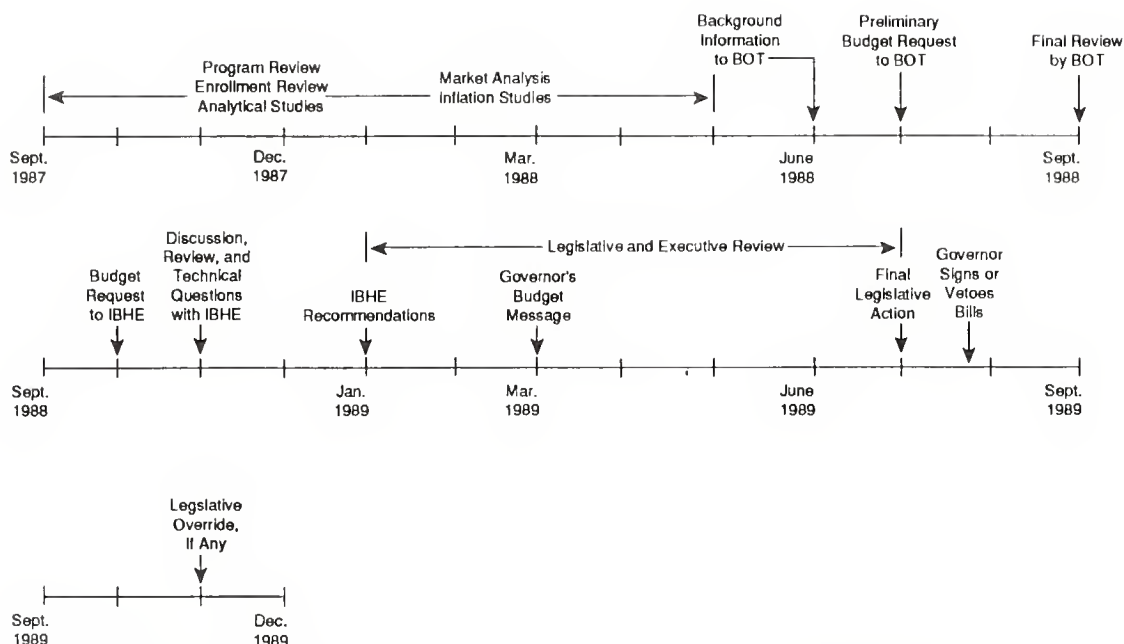 Background
Information
to BOT
Preliminary
Budget Request
to BOT
Final Review
by BOT
Program Review
Enrollment Review
Analytical Studies
Market Analysis
Inflation Studies
Sept.
1987
Dec.
1987
Mar.
1988
June
1988
Sept.
1988
Budget
Request
to IBHE
Discussion,
Review, and
Technical
Questions
with IBHE
IBHE
Recommendations
Legislative and Executive Review
Governor's
Budget
Message
Final
Legislative
Action
Governor
Signs or
Vetoes
Bills
Sept.
1988
Jan.
1989
Mar.
1989
June
1989
Sept.
1989
Legslative
Override,
If Any
Sept.
1989
Dec.
1989